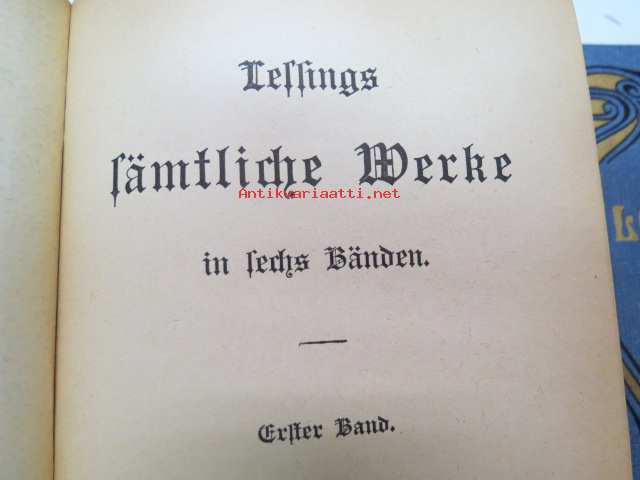 Leſſings
ſämtliche Werke
Antikvariaatti.net
in ſechs Bänden.
Erſter Band.
L